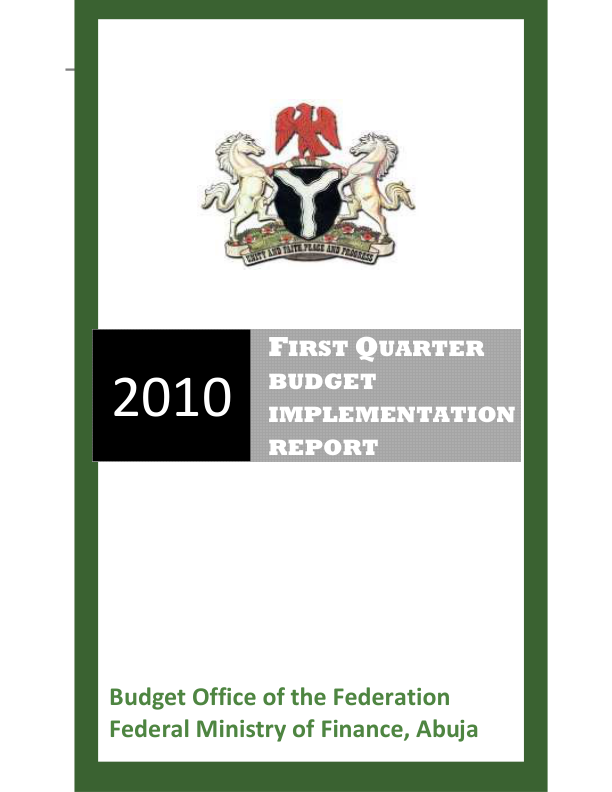 UNITY AND FAITH, PEACE AND PROGRESS
2010
FIRST QUARTER
BUDGET
IMPLEMENTATION
REPORT
Budget Office of the Federation
Federal Ministry of Finance, Abuja